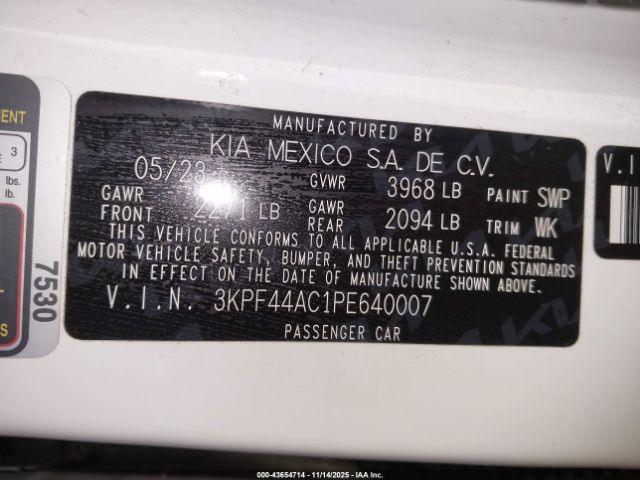 MANUFACTURED BY
KIA MEXICO S.A. DE C.V.
05/23 GVWR 3968 LB PAINT SWP
GAWR FRONT 2271 LB GAWR REAR 2094 LB TRIM WK
THIS VEHICLE CONFORMS TO ALL APPLICABLE U.S.A. FEDERAL
MOTOR VEHICLE SAFETY, BUMPER, AND THEFT PREVENTION STANDARDS
IN EFFECT ON THE DATE OF MANUFACTURE SHOWN ABOVE.
V.I.N. 3KPF44AC1PE640007
PASSENGER CAR
3
lbs.
lbs.
7530
V.I
000-43654714 - 11/14/2025 - IAA Inc.